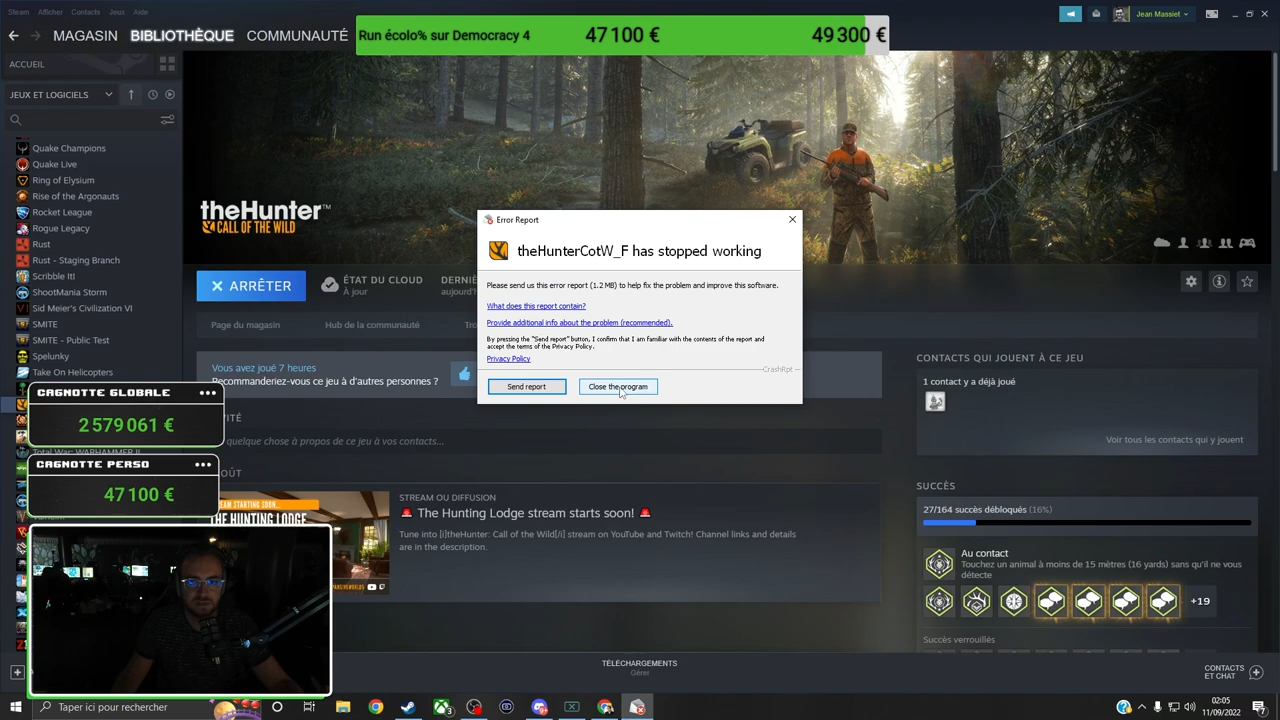 Steam Afficher Contacts Jeux Aide
Jean Massiet
MAGASIN BIBLIOTHÈQUE COMMUNAUTÉ
Run écolo% sur Democracy 4 47 100 € 49 300 €
ACCUEIL
JEUX ET LOGICIELS
Quake Champions
Quake Live
Ring of Elysium
Rise of the Argonauts
Rocket League
Rogue Legacy
Rust
Rust - Staging Branch
Scribble It!
ShootMania Storm
Sid Meier's Civilization VI
SMITE
SMITE - Public Test
Spelunky
Take On Helicopters
Total War: WARHAMMER II
theHunter™
CALL OF THE WILD
ARRÊTER
ÉTAT DU CLOUD
À jour
DERNIÈ
aujourd'h
Page du magasin
Hub de la communauté
Vous avez joué 7 heures
Recommanderiez-vous ce jeu à d'autres personnes ?
Error Report
theHunterCotW_F has stopped working
Please send us this error report (1.2 MB) to help fix the problem and improve this software.
What does this report contain?
Provide additional info about the problem (recommended).
By pressing the "Send report" button, I confirm that I am familiar with the contents of the report and
accept the terms of the Privacy Policy.
Privacy Policy
CrashRpt
Send report
Close the program
VITÉ
quelque chose à propos de ce jeu à vos contacts...
OÛT
STREAM STARTING SOON...
THE HUNTING LODGE
STREAM OU DIFFUSION
The Hunting Lodge stream starts soon!
Tune into [i]theHunter: Call of the Wild[/i] stream on YouTube and Twitch! Channel links and details
are in the description.
CONTACTS QUI JOUENT À CE JEU
1 contact y a déjà joué
Voir tous les contacts qui y jouent
SUCCÈS
27/164 succès débloqués (16%)
Au contact
Touchez un animal à moins de 15 mètres (16 yards) sans qu'il ne vous
détecte
+19
Succès verrouillés
CAGNOTTE GLOBALE
2 579 061 €
CAGNOTTE PERSO
47 100 €
TÉLÉCHARGEMENTS
Gérer
CONTACTS
ET CHAT
Taper ici pour rechercher
02:05
11/09/2022